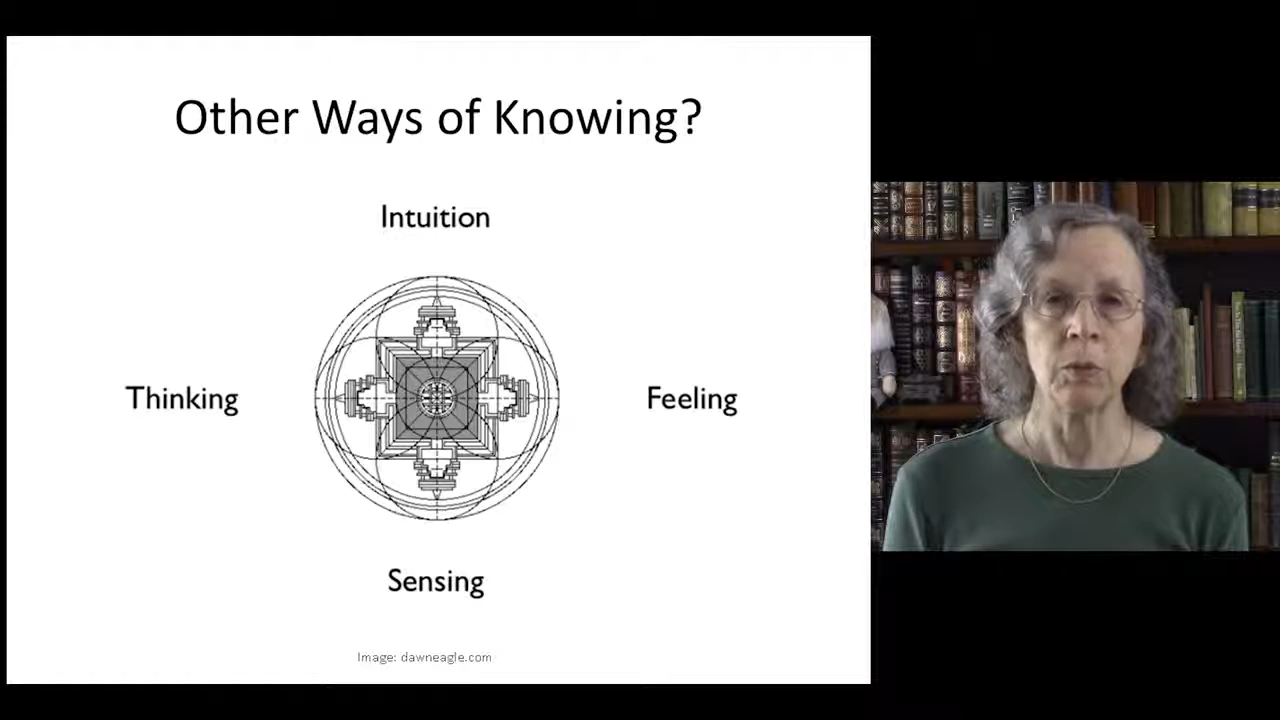 Other Ways of Knowing?
Intuition
Thinking
Feeling
Sensing
Image: dawneagle.com